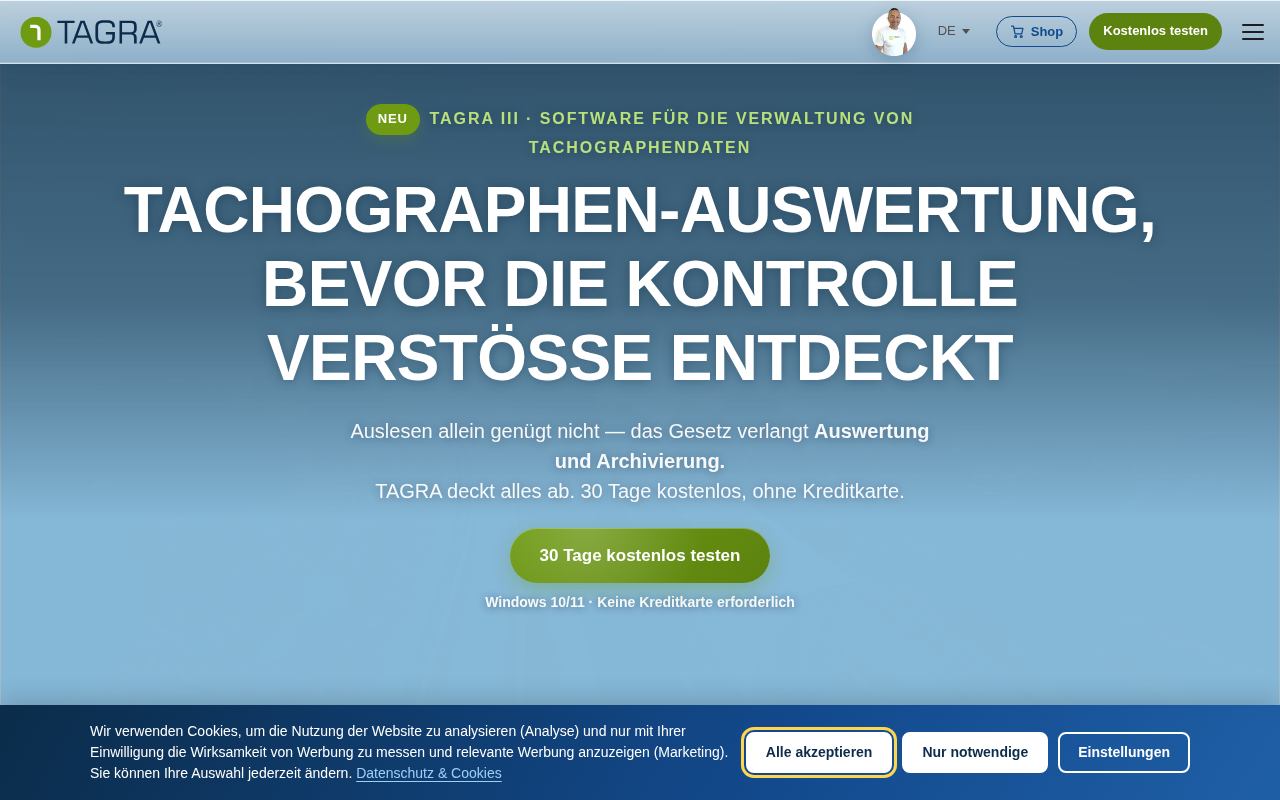 TAGRA®
DE
Shop
Kostenlos testen
NEU TAGRA III · SOFTWARE FÜR DIE VERWALTUNG VON
TACHOGRAPHENDATEN
TACHOGRAPHEN-AUSWERTUNG,
BEVOR DIE KONTROLLE
VERSTÖSSE ENTDECKT
Auslesen allein genügt nicht — das Gesetz verlangt Auswertung
und Archivierung.
TAGRA deckt alles ab. 30 Tage kostenlos, ohne Kreditkarte.
30 Tage kostenlos testen
Windows 10/11 · Keine Kreditkarte erforderlich
Wir verwenden Cookies, um die Nutzung der Website zu analysieren (Analyse) und nur mit Ihrer
Einwilligung die Wirksamkeit von Werbung zu messen und relevante Werbung anzuzeigen (Marketing).
Sie können Ihre Auswahl jederzeit ändern. Datenschutz & Cookies
Alle akzeptieren
Nur notwendige
Einstellungen